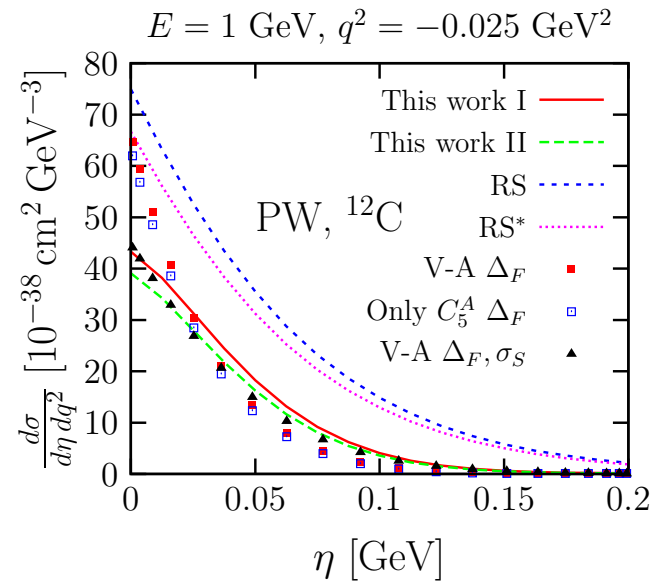 E = 1 GeV, q² = −0.025 GeV²
80
70
60
50
40
30
20
10
0
dσ/dη dq² [10⁻³⁸ cm² GeV⁻³]
This work I
This work II
RS
RS*
PW, ¹²C
V-A Δ_F
Only C₅ᴬ Δ_F
V-A Δ_F, σ_S
0 0.05 0.1 0.15 0.2
η [GeV]